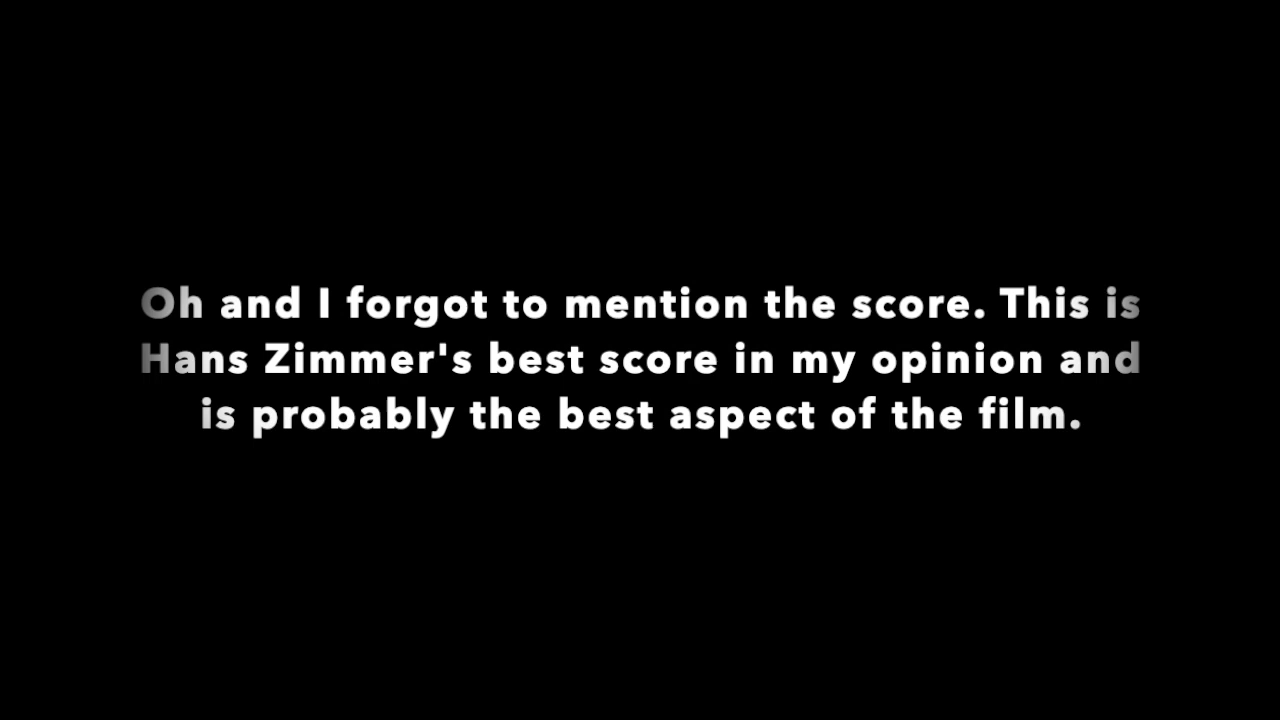 Oh and I forgot to mention the score. This is
Hans Zimmer's best score in my opinion and
is probably the best aspect of the film.